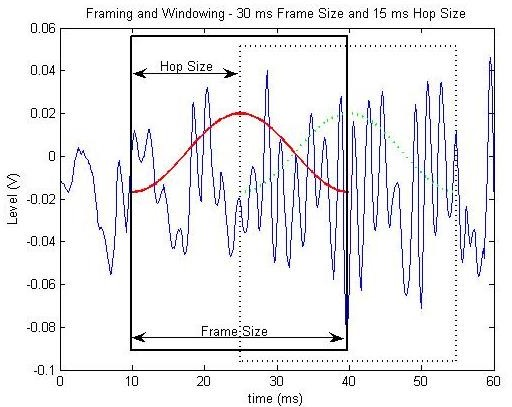 Framing and Windowing - 30 ms Frame Size and 15 ms Hop Size
0.06
0.04
0.02
0
-0.02
-0.04
-0.06
-0.08
-0.1
Level (V)
Hop Size
Frame Size
0 10 20 30 40 50 60
time (ms)